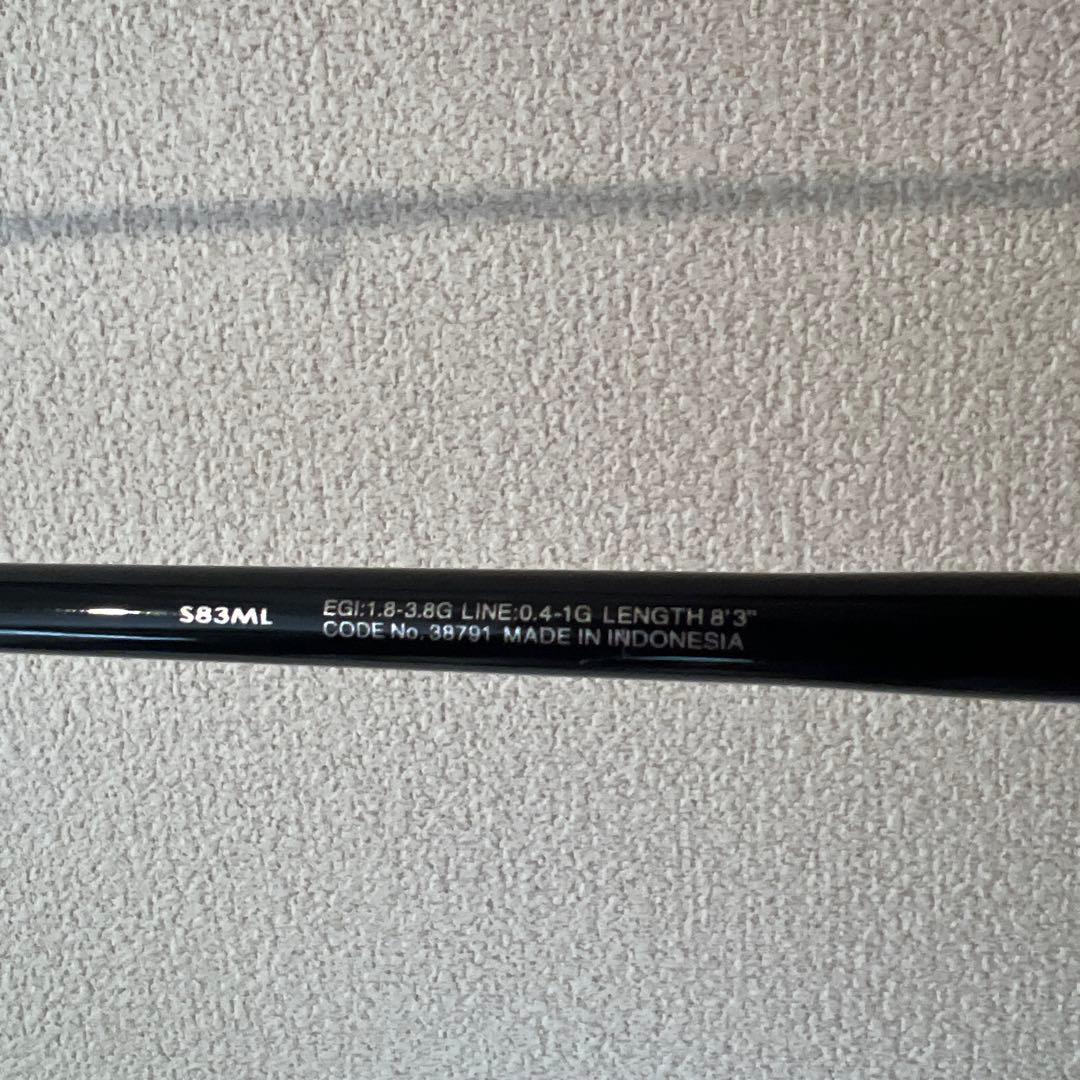 S83ML
EGI:1.8-3.8G LINE:0.4-1G LENGTH 8'3"
CODE No. 38791 MADE IN INDONESIA